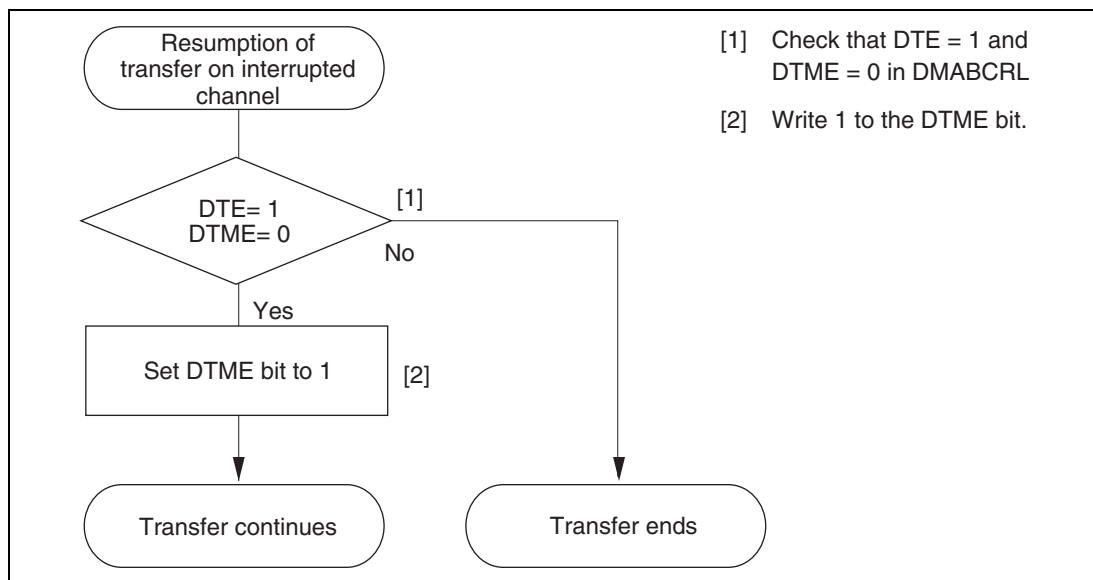 Resumption of
transfer on interrupted
channel
DTE= 1
DTME= 0
[1]
No
Yes
Set DTME bit to 1
[2]
Transfer continues
Transfer ends
[1] Check that DTE = 1 and
DTME = 0 in DMABCRL
[2] Write 1 to the DTME bit.